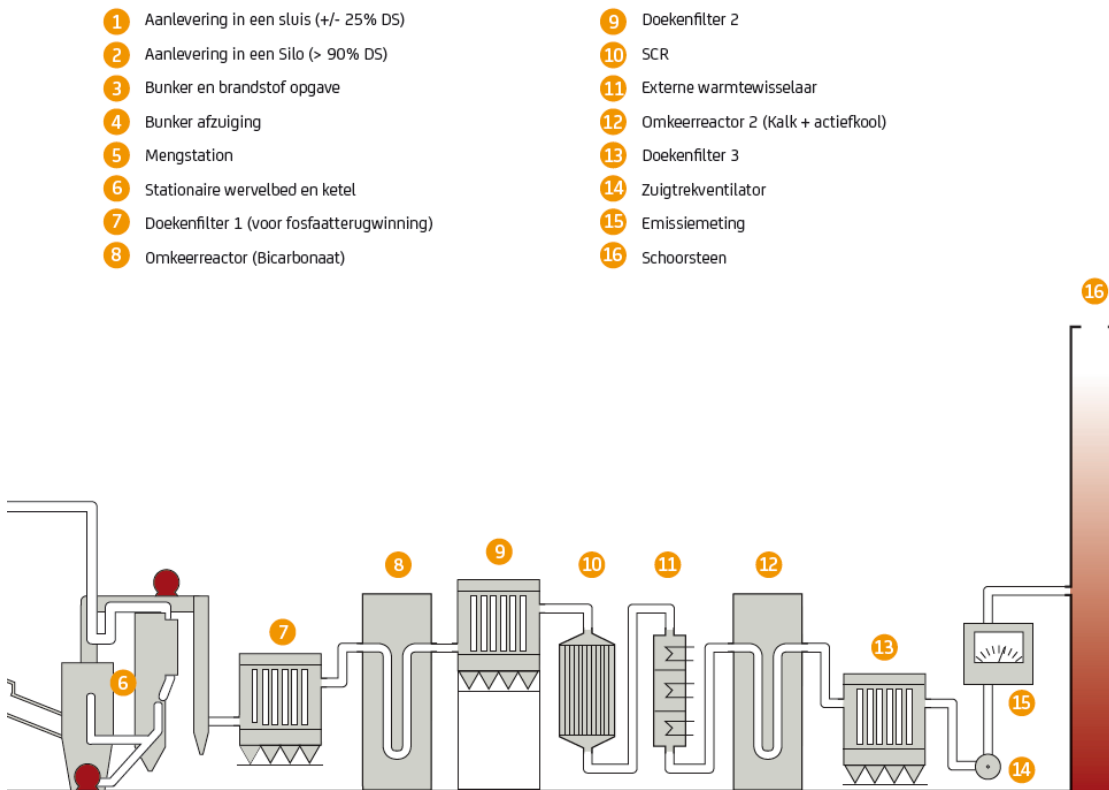 1 Aanlevering in een sluis (+/- 25% DS)
2 Aanlevering in een Silo (> 90% DS)
3 Bunker en brandstof opgave
4 Bunker afzuiging
5 Mengstation
6 Stationaire wervelbed en ketel
7 Doekenfilter 1 (voor fosfaatterugwinning)
8 Omkeerreactor (Bicarbonaat)
9 Doekenfilter 2
10 SCR
11 Externe warmtewisselaar
12 Omkeerreactor 2 (Kalk + actiefkool)
13 Doekenfilter 3
14 Zuigtrekventilator
15 Emissiemeting
16 Schoorsteen
16
9
8
10
11
12
7
13
6
15
14